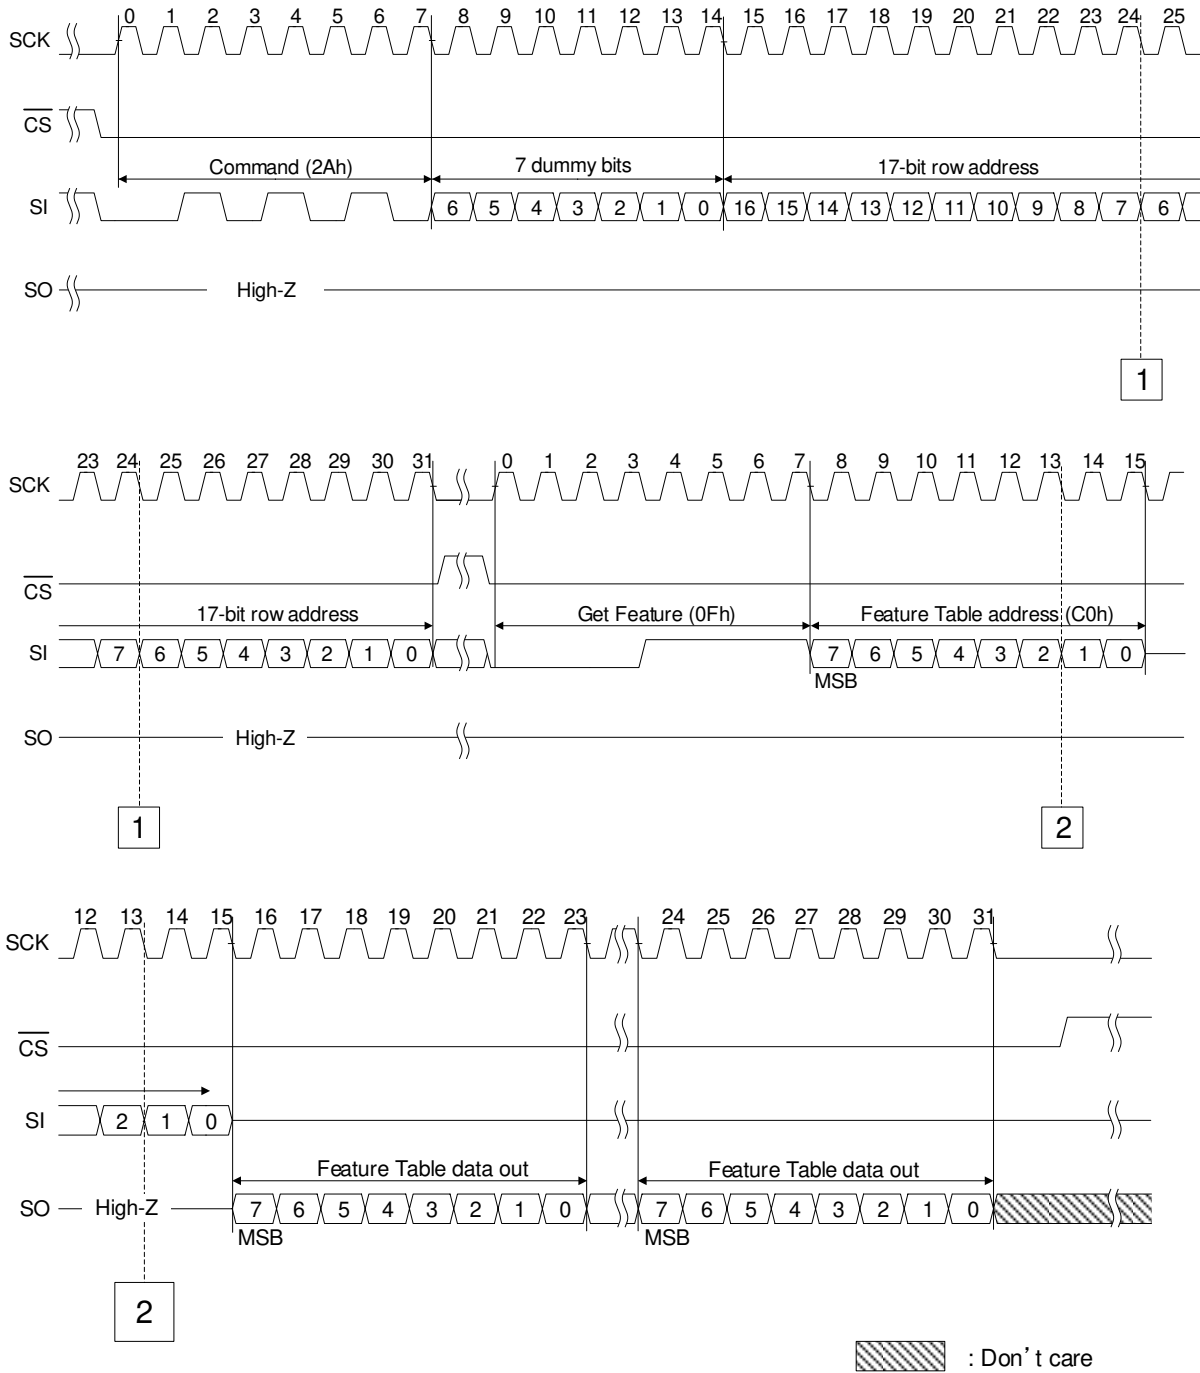 0 1 2 3 4 5 6 7 8 9 10 11 12 13 14 15 16 17 18 19 20 21 22 23 24 25
SCK
CS
Command (2Ah) 7 dummy bits 17-bit row address
SI 6 5 4 3 2 1 0 16 15 14 13 12 11 10 9 8 7 6
SO High-Z
1
23 24 25 26 27 28 29 30 31 0 1 2 3 4 5 6 7 8 9 10 11 12 13 14 15
SCK
CS
17-bit row address Get Feature (0Fh) Feature Table address (C0h)
SI 7 6 5 4 3 2 1 0 7 6 5 4 3 2 1 0
MSB
SO High-Z
1 2
12 13 14 15 16 17 18 19 20 21 22 23 24 25 26 27 28 29 30 31
SCK
CS
SI 2 1 0
Feature Table data out Feature Table data out
SO High-Z 7 6 5 4 3 2 1 0 7 6 5 4 3 2 1 0
MSB MSB
2
: Don’t care